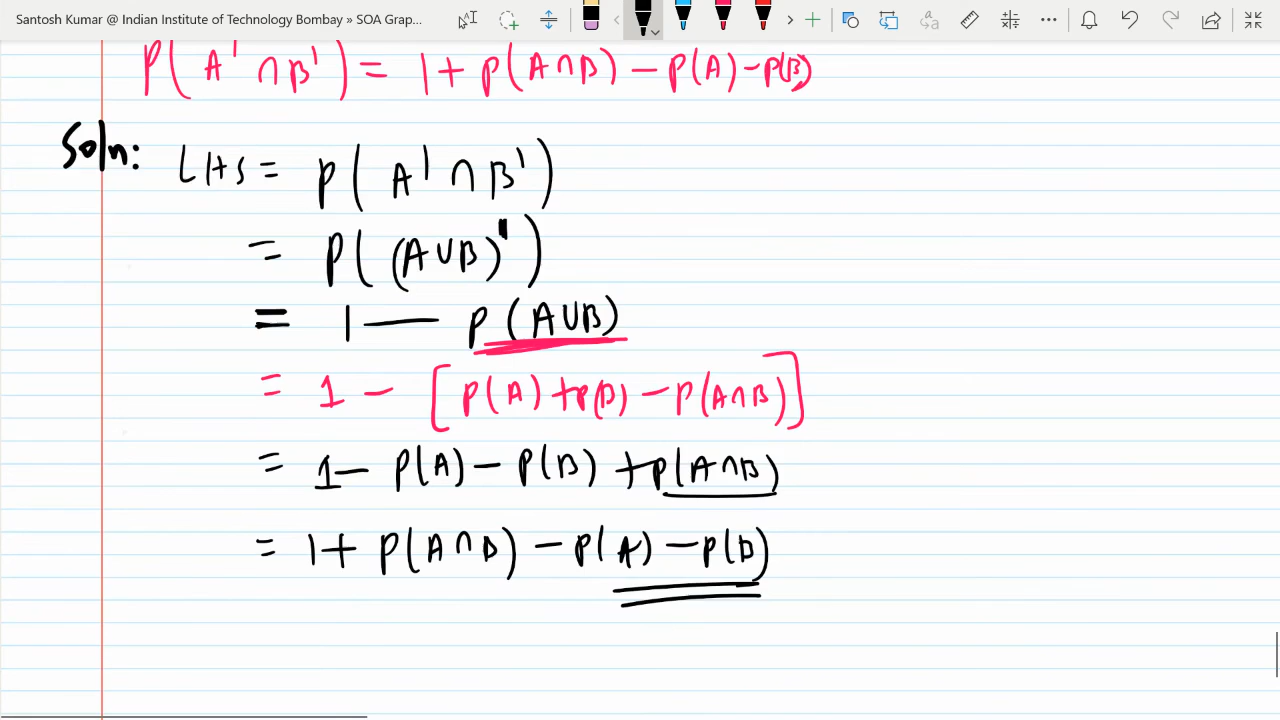 Santosh Kumar @ Indian Institute of Technology Bombay » SOA Grap...
P(A' ∩ B') = 1 + P(A ∩ B) - P(A) - P(B)
Soln: LHS = P(A' ∩ B')
= P((A ∪ B)')
= 1 - P(A ∪ B)
= 1 - [P(A) + P(B) - P(A ∩ B)]
= 1 - P(A) - P(B) + P(A ∩ B)
= 1 + P(A ∩ B) - P(A) - P(B)